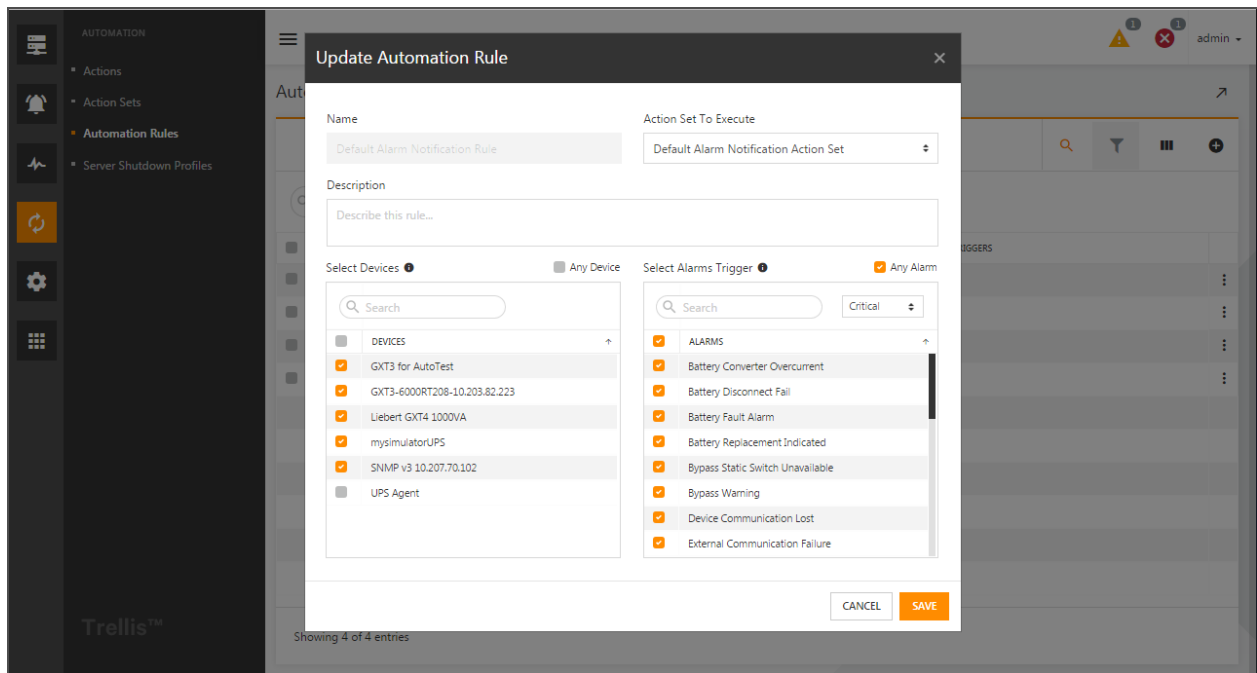 AUTOMATION
Actions
Action Sets
Automation Rules
Server Shutdown Profiles
Trellis™
1
1
admin
Aut
Update Automation Rule
Name
Action Set To Execute
Default Alarm Notification Rule
Default Alarm Notification Action Set
Description
Describe this rule...
Select Devices
Any Device
Select Alarms Trigger
Any Alarm
Search
Search
Critical
DEVICES
ALARMS
GXT3 for AutoTest
GXT3-6000RT208-10.203.82.223
Liebert GXT4 1000VA
mysimulatorUPS
SNMP v3 10.207.70.102
UPS Agent
Battery Converter Overcurrent
Battery Disconnect Fail
Battery Fault Alarm
Battery Replacement Indicated
Bypass Static Switch Unavailable
Bypass Warning
Device Communication Lost
External Communication Failure
CANCEL
SAVE
Showing 4 of 4 entries